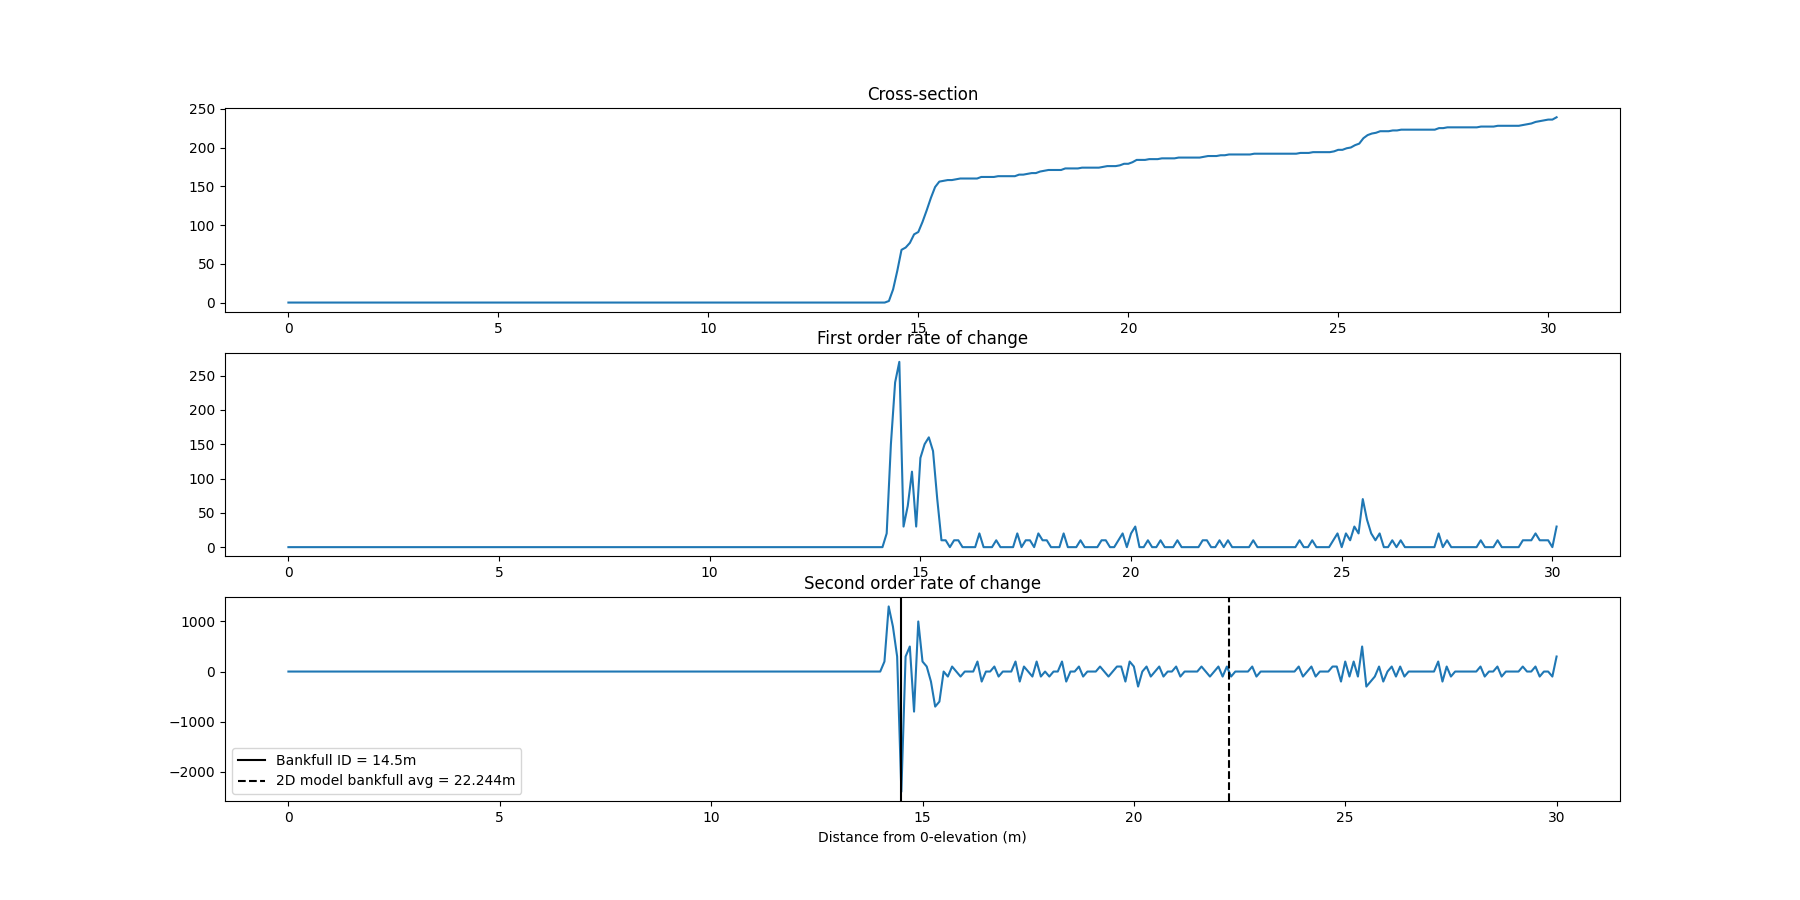 Cross-section
250
200
150
100
50
0
0 5 10 15 20 25 30
First order rate of change
250
200
150
100
50
0
0 5 10 15 20 25 30
Second order rate of change
1000
0
−1000
−2000
Bankfull ID = 14.5m
2D model bankfull avg = 22.244m
0 5 10 15 20 25 30
Distance from 0-elevation (m)